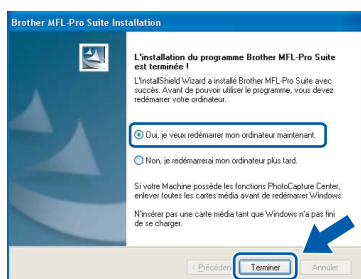 Brother MFL-Pro Suite Installation
L'installation du programme Brother MFL-Pro Suite
est terminée !
L'InstallShield Wizard a installé Brother MFL-Pro Suite avec
succès. Avant de pouvoir utiliser le programme, vous devez
redémarrer votre ordinateur.
Oui, je veux redémarrer mon ordinateur maintenant.
Non, je redémarrerai mon ordinateur plus tard.
Si votre Machine possède les fonctions PhotoCapture Center,
enlever toutes les cartes média avant de redémarrer Windows.
N'insérer pas une carte média tant que Windows n'a pas fini
de se charger.
< Précéden
Terminer
Annuler